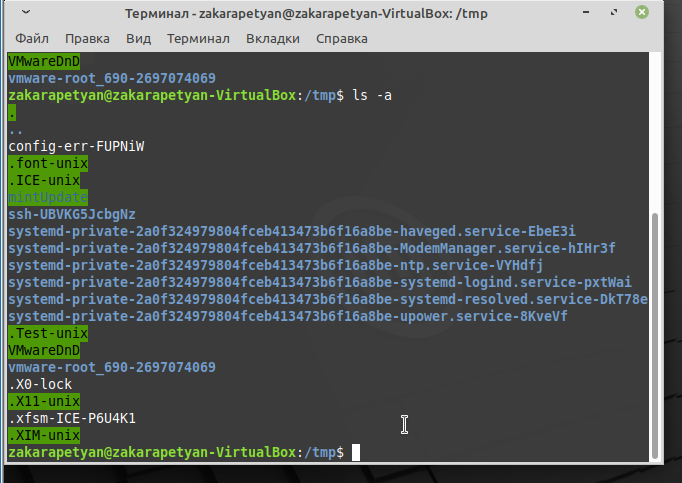 Терминал - zakarapetyan@zakarapetyan-VirtualBox: /tmp
Файл Правка Вид Терминал Вкладки Справка
VMwareDnD
vmware-root_690-2697074069
zakarapetyan@zakarapetyan-VirtualBox:/tmp$ ls -a
.
..
config-err-FUPNiW
.font-unix
.ICE-unix
mintUpdate
ssh-UBVKG5JcbgNz
systemd-private-2a0f324979804fceb413473b6f16a8be-haveged.service-EbeE3i
systemd-private-2a0f324979804fceb413473b6f16a8be-ModemManager.service-hIHr3f
systemd-private-2a0f324979804fceb413473b6f16a8be-ntp.service-VYHdfj
systemd-private-2a0f324979804fceb413473b6f16a8be-systemd-logind.service-pxtWai
systemd-private-2a0f324979804fceb413473b6f16a8be-systemd-resolved.service-DkT78e
systemd-private-2a0f324979804fceb413473b6f16a8be-upower.service-8KveVf
.Test-unix
VMwareDnD
vmware-root_690-2697074069
.X0-lock
.X11-unix
.xfsm-ICE-P6U4K1
.XIM-unix
zakarapetyan@zakarapetyan-VirtualBox:/tmp$